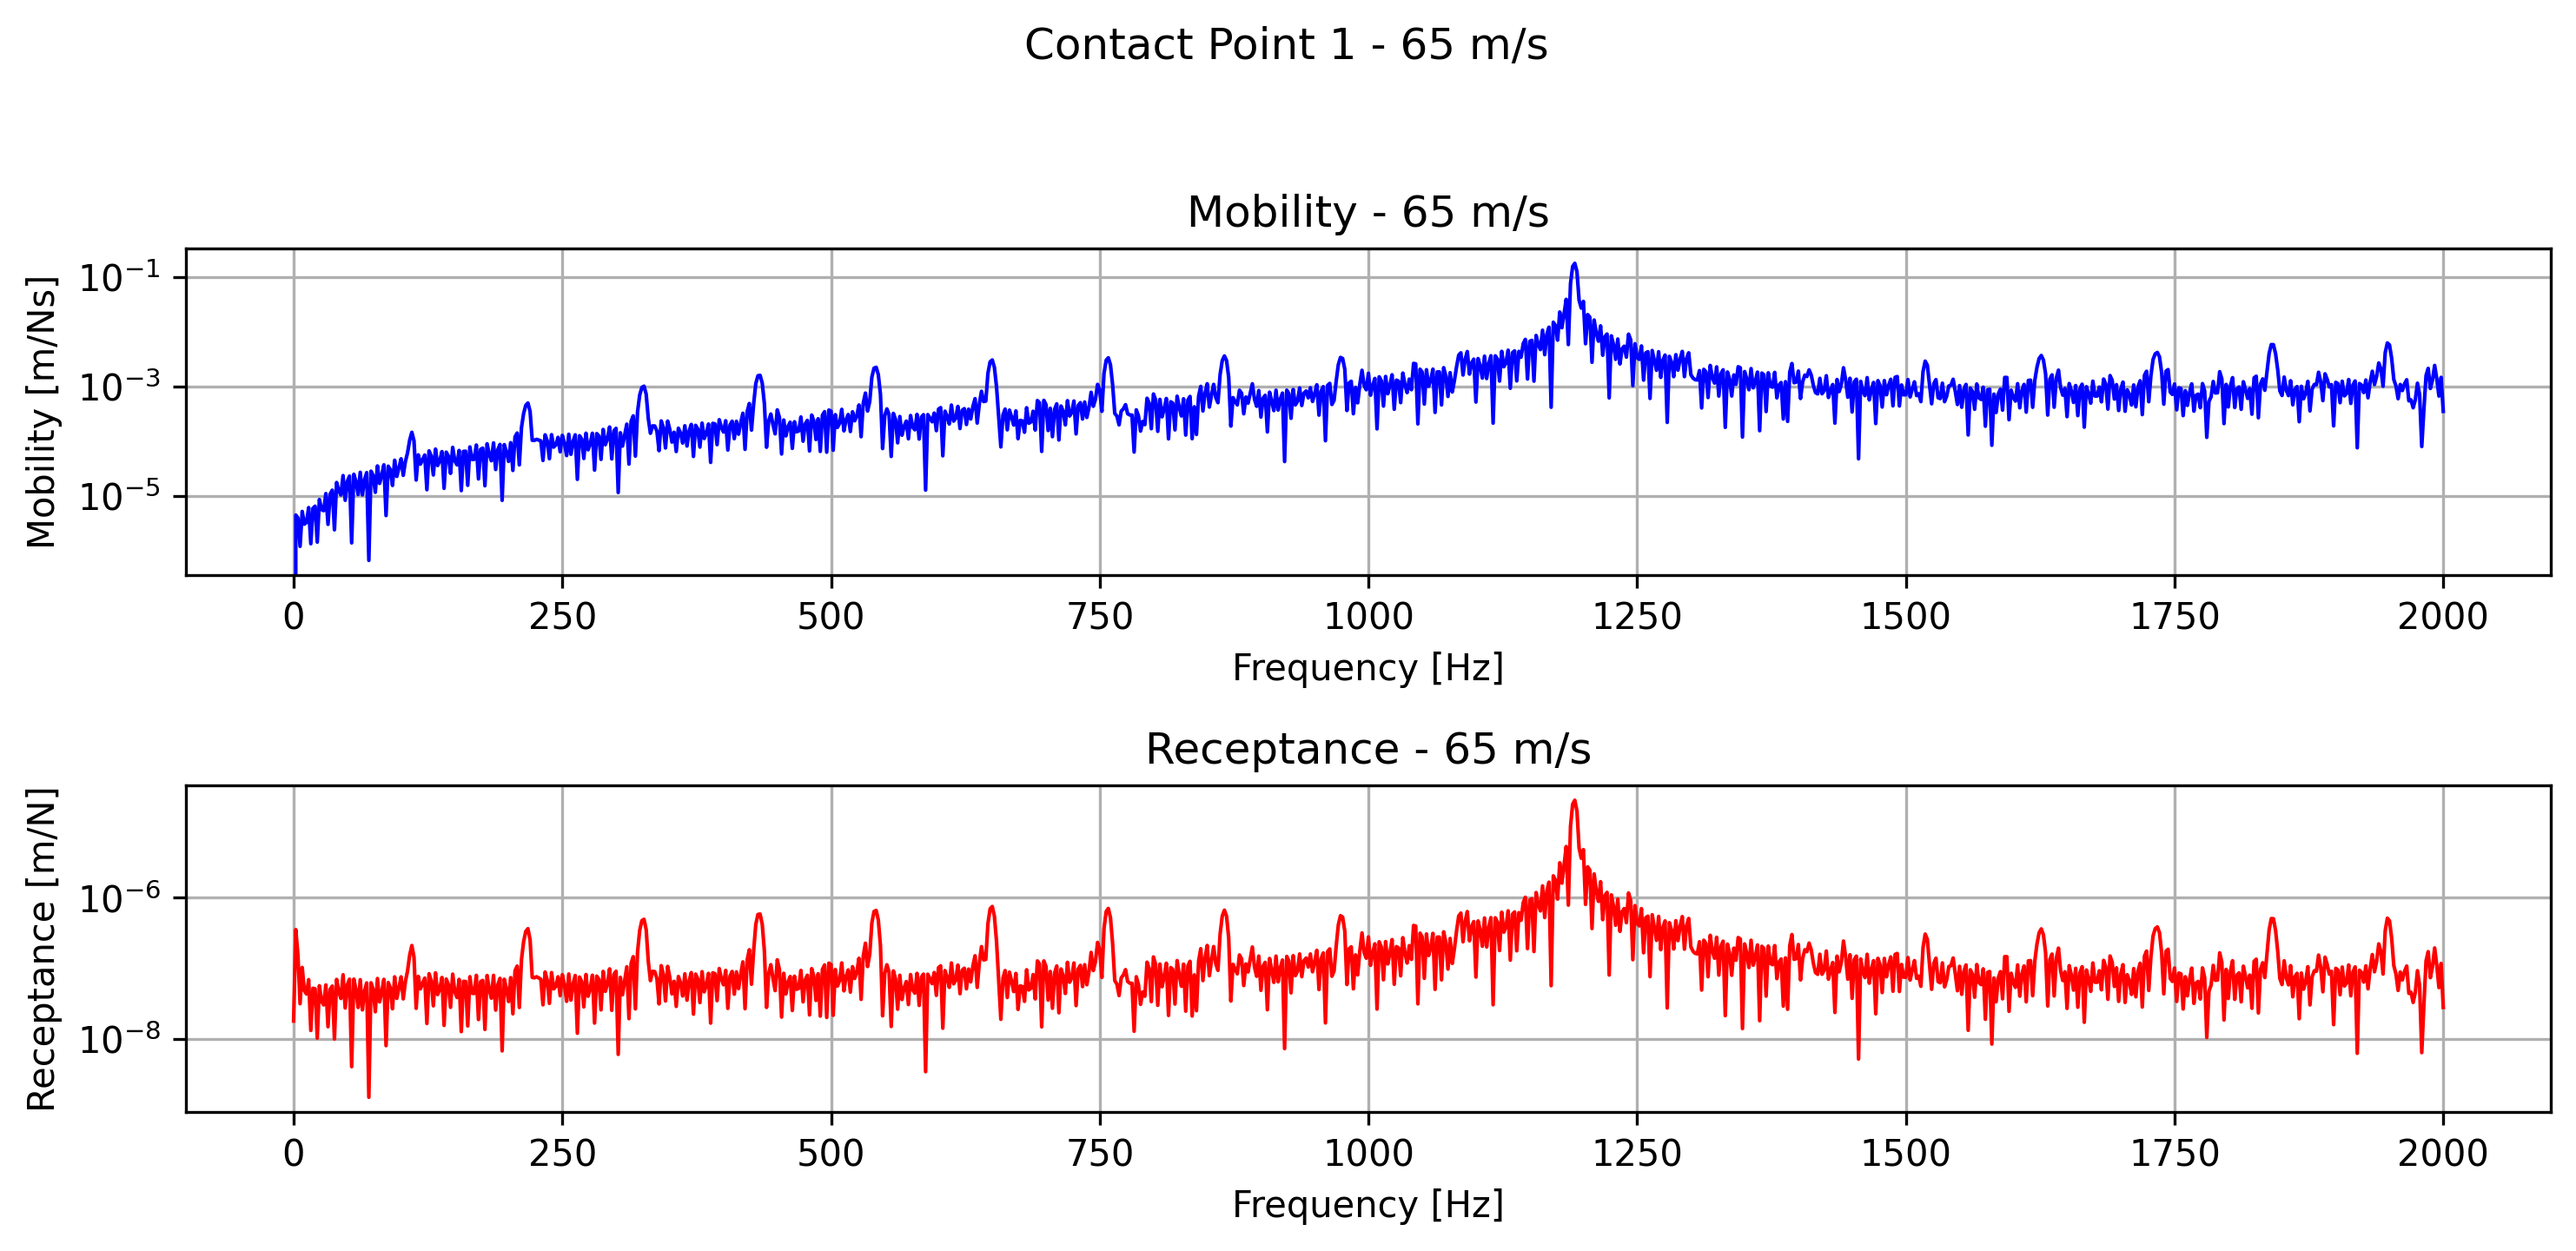 Contact Point 1 - 65 m/s
Mobility - 65 m/s
Mobility [m/Ns]
10⁻¹
10⁻³
10⁻⁵
0 250 500 750 1000 1250 1500 1750 2000
Frequency [Hz]
Receptance - 65 m/s
Receptance [m/N]
10⁻⁶
10⁻⁸
0 250 500 750 1000 1250 1500 1750 2000
Frequency [Hz]